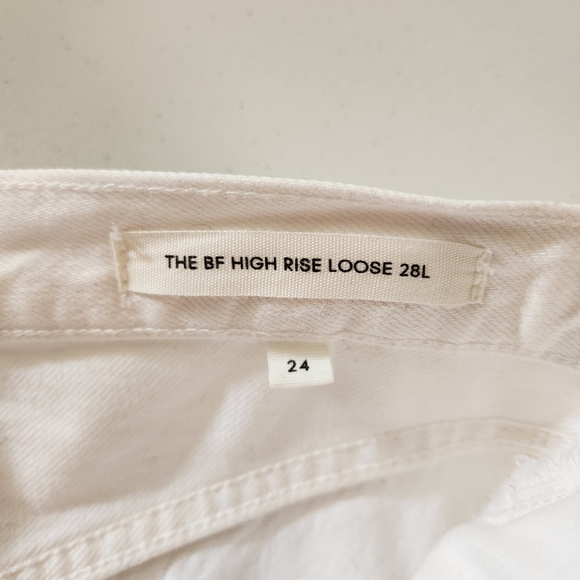 THE BF HIGH RISE LOOSE 28L
24